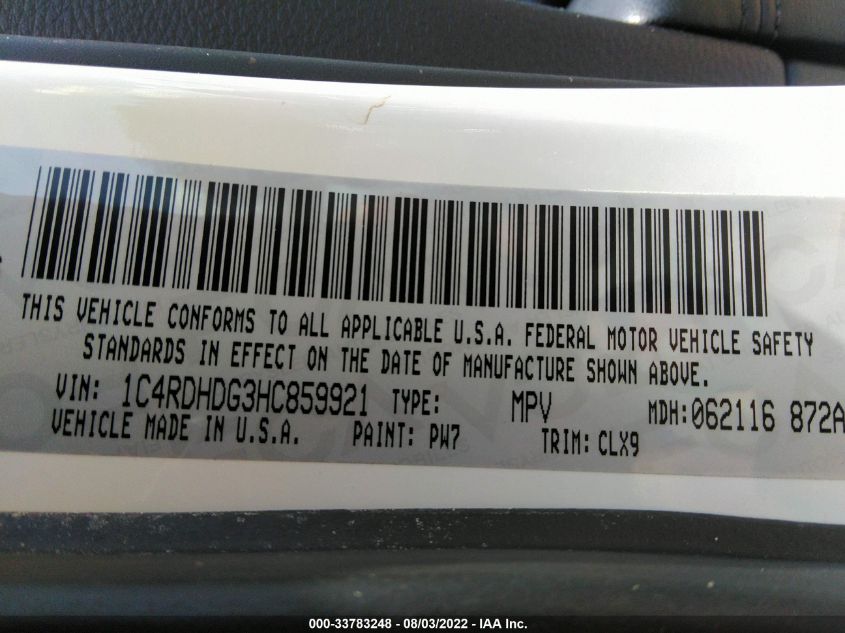 THIS VEHICLE CONFORMS TO ALL APPLICABLE U.S.A. FEDERAL MOTOR VEHICLE SAFETY
STANDARDS IN EFFECT ON THE DATE OF MANUFACTURE SHOWN ABOVE.
VIN: 1C4RDHDG3HC859921 TYPE: MPV MDH:062116 872A
VEHICLE MADE IN U.S.A. PAINT: PW7 TRIM: CLX9
000-33783248 - 08/03/2022 - IAA Inc.